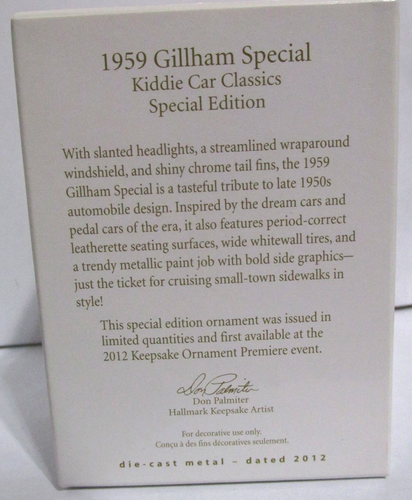 1959 Gillham Special
Kiddie Car Classics
Special Edition
With slanted headlights, a streamlined wraparound
windshield, and shiny chrome tail fins, the 1959
Gillham Special is a tasteful tribute to late 1950s
automobile design. Inspired by the dream cars and
pedal cars of the era, it also features period-correct
leatherette seating surfaces, wide whitewall tires, and
a trendy metallic paint job with bold side graphics—
just the ticket for cruising small-town sidewalks in
style!
This special edition ornament was issued in
limited quantities and first available at the
2012 Keepsake Ornament Premiere event.
Don Palmiter
Don Palmiter
Hallmark Keepsake Artist
For decorative use only.
Conçu à des fins décoratives seulement.
die-cast metal – dated 2012